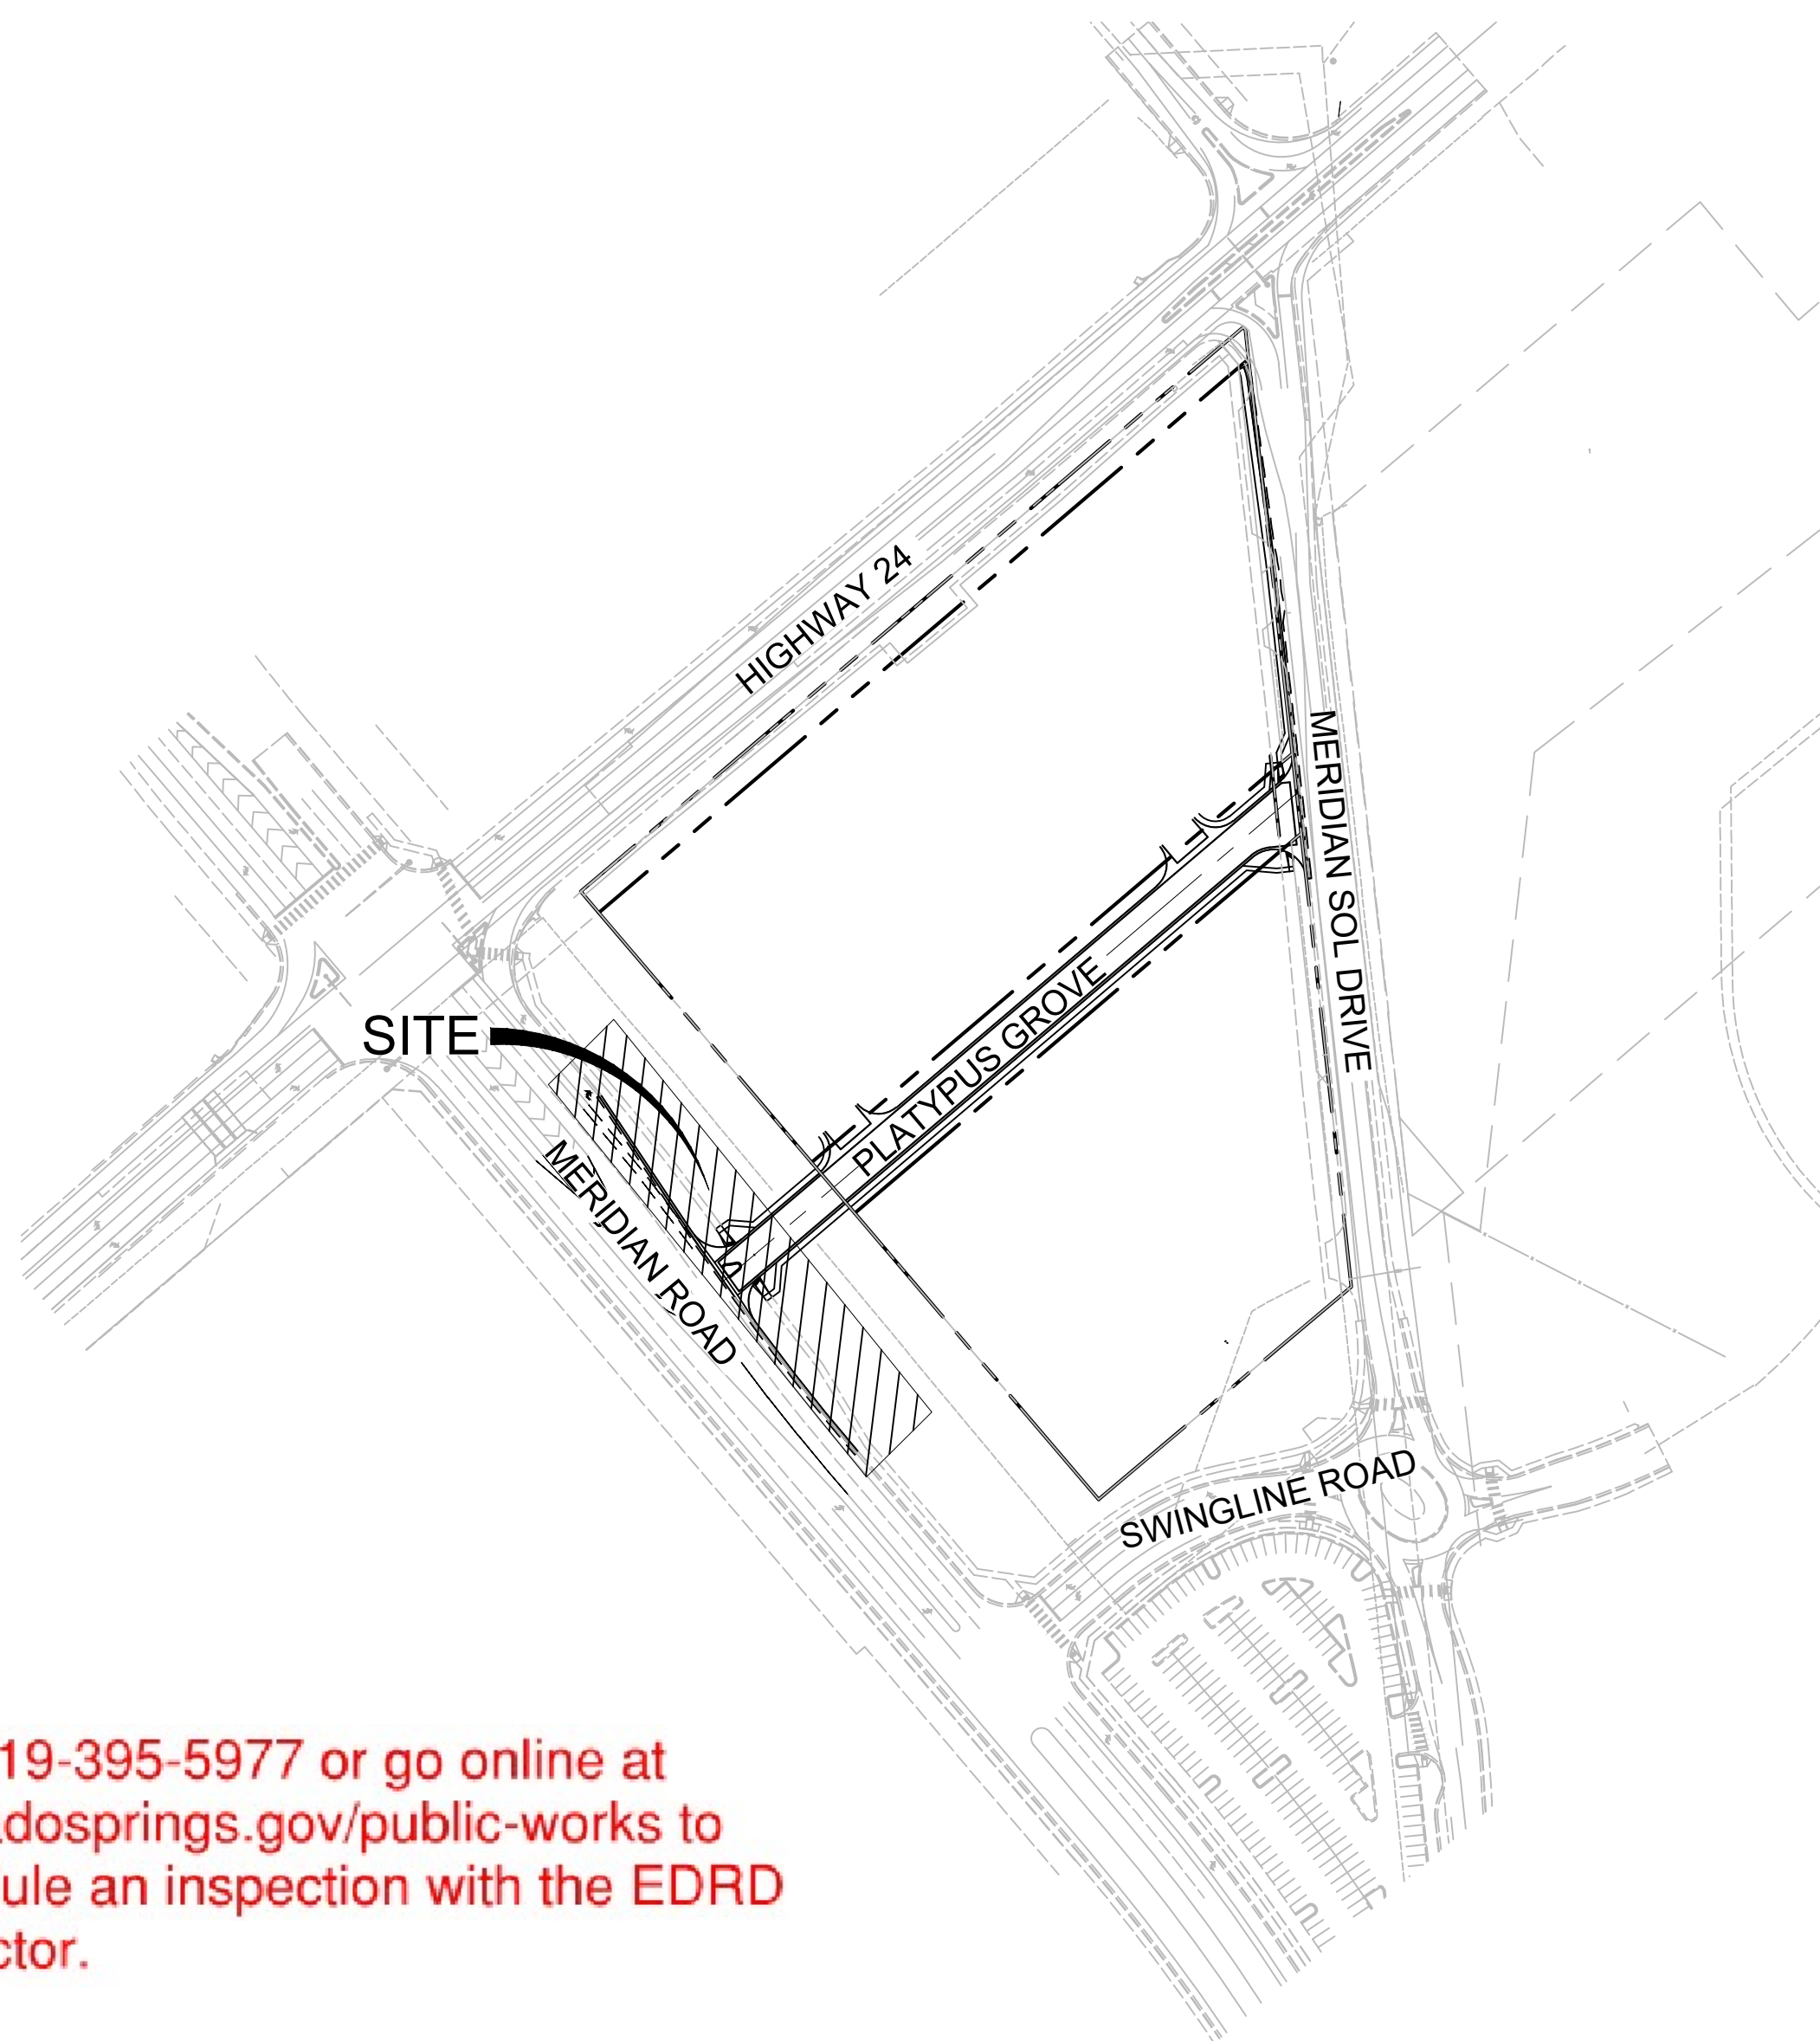 HIGHWAY 24
MERIDIAN SOL DRIVE
PLATYPUS GROVE
SITE
MERIDIAN ROAD
SWINGLINE ROAD
19-395-5977 or go online at
dosprings.gov/public-works to
ule an inspection with the EDRD
ctor.